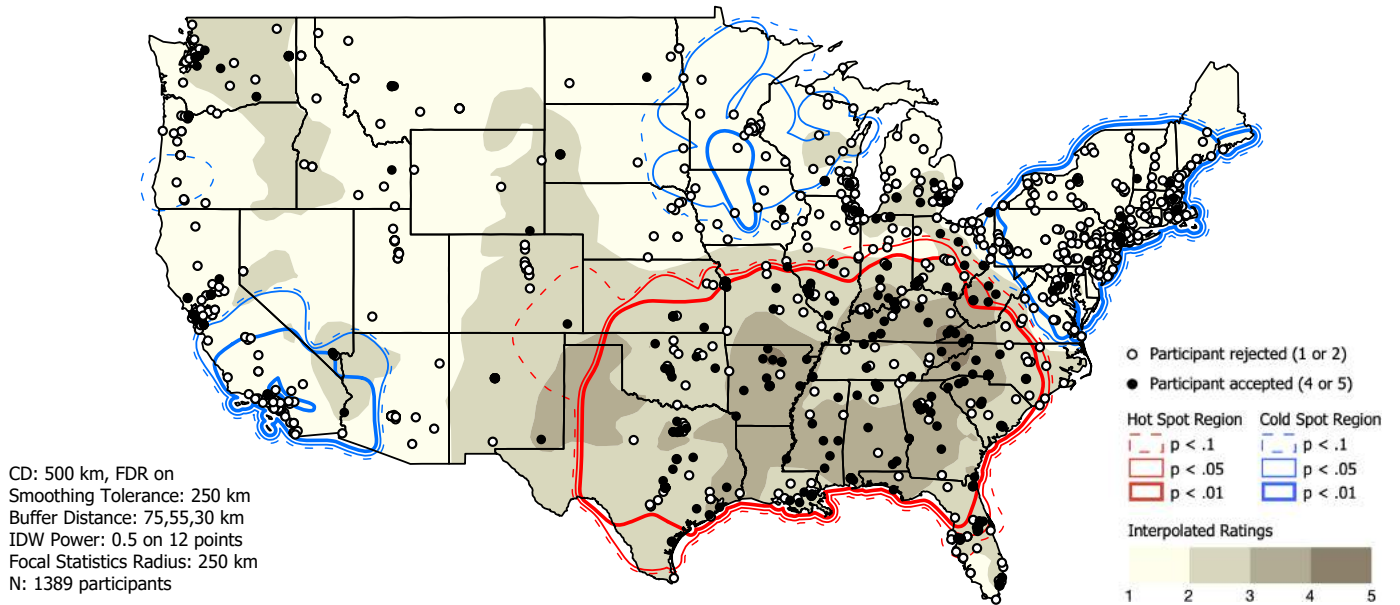 CD: 500 km, FDR on
Smoothing Tolerance: 250 km
Buffer Distance: 75,55,30 km
IDW Power: 0.5 on 12 points
Focal Statistics Radius: 250 km
N: 1389 participants
Participant rejected (1 or 2)
Participant accepted (4 or 5)
Hot Spot Region
p < .1
p < .05
p < .01
Cold Spot Region
p < .1
p < .05
p < .01
Interpolated Ratings
1 2 3 4 5